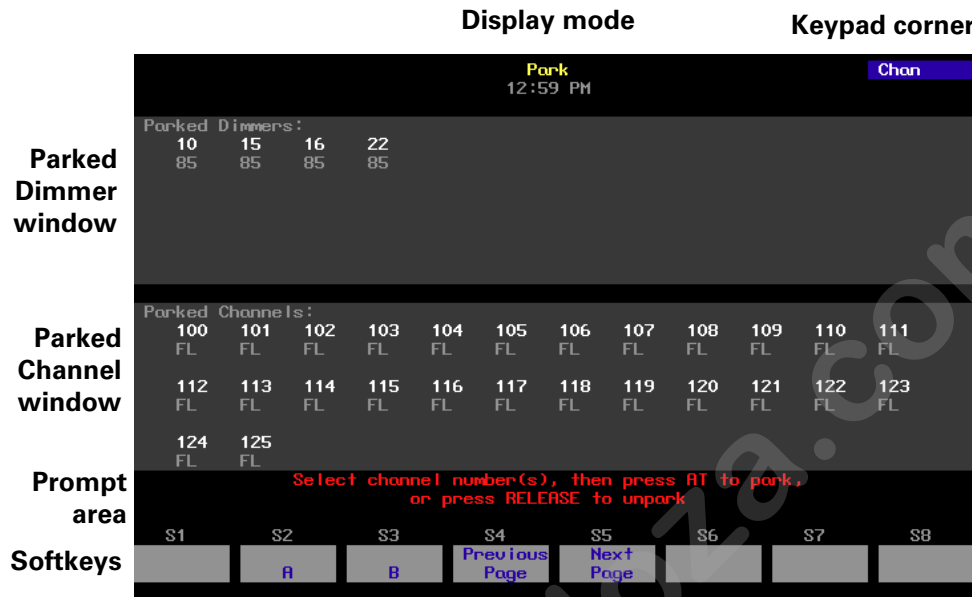 Display mode
Keypad corner
Park
Chan
12:59 PM
Parked Dimmers:
10 15 16 22
85 85 85 85
Parked
Dimmer
window
Parked Channels:
100 101 102 103 104 105 106 107 108 109 110 111
FL FL FL FL FL FL FL FL FL FL FL FL
112 113 114 115 116 117 118 119 120 121 122 123
FL FL FL FL FL FL FL FL FL FL FL FL
124 125
FL FL
Parked
Channel
window
Select channel number(s), then press AT to park,
or press RELEASE to unpark
Prompt
area
S1 S2 S3 S4 S5 S6 S7 S8
Softkeys
A B Previous Page Next Page
oza.com